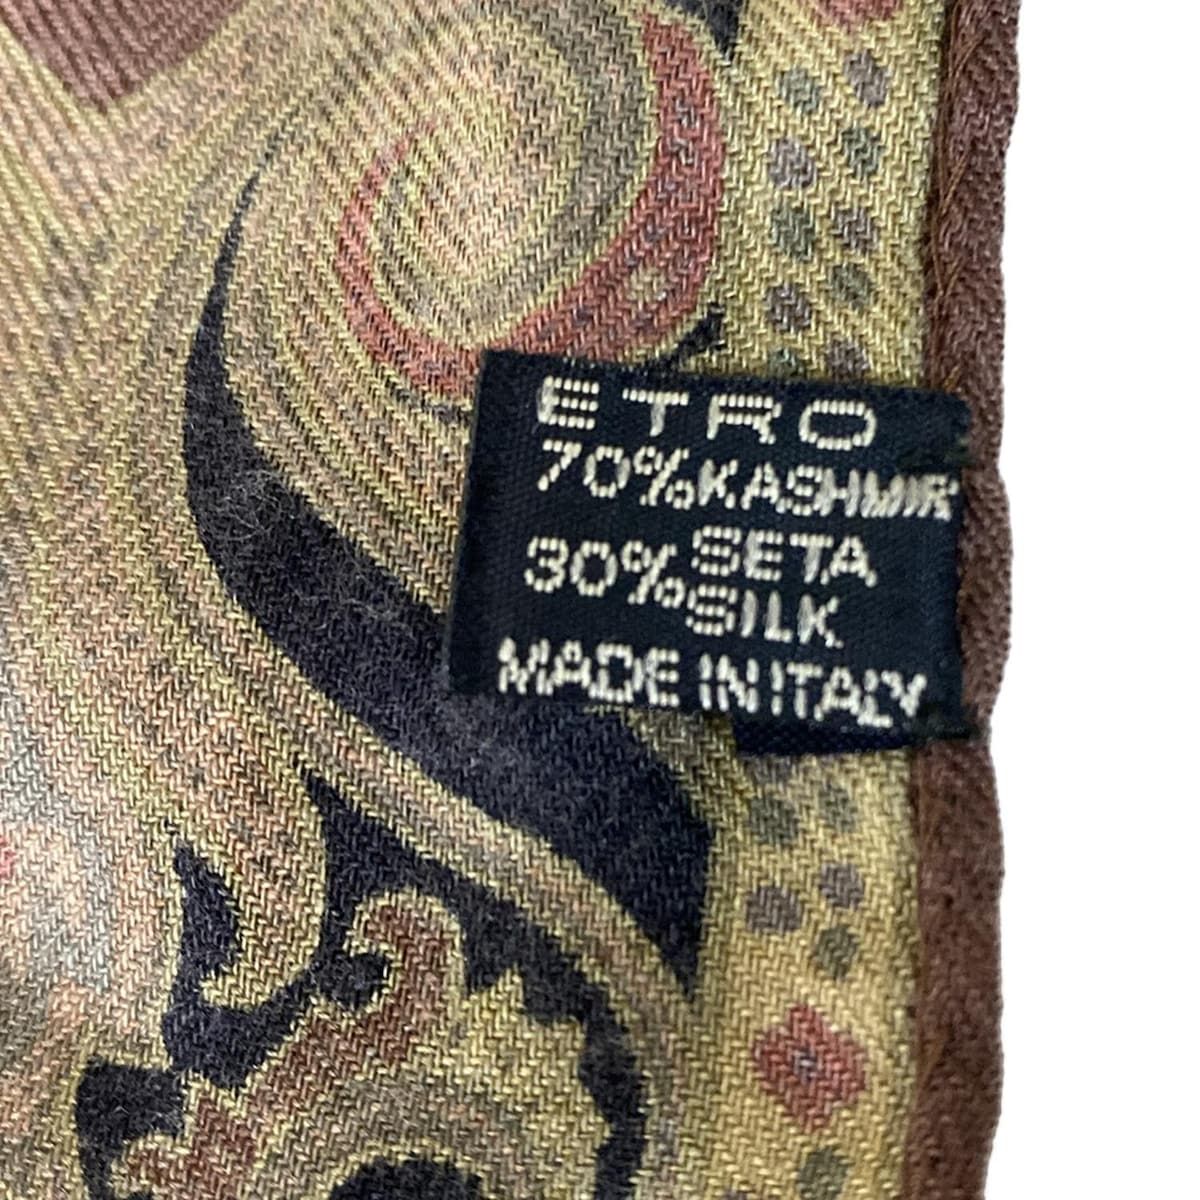 ETRO
70% KASHMIR
30% SETA
SILK
MADE IN ITALY